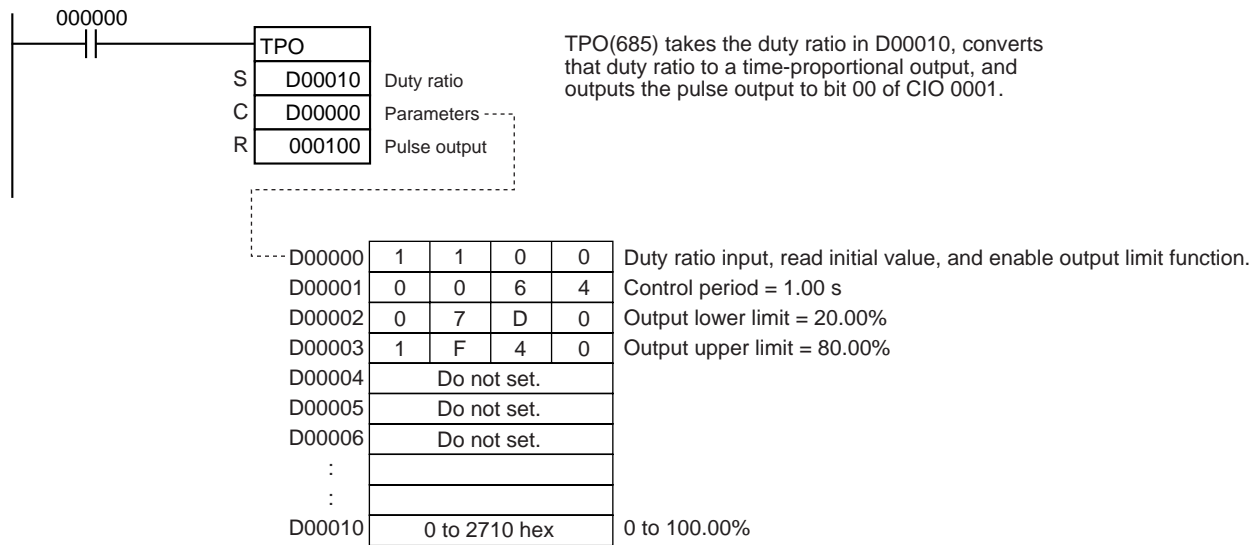 000000
TPO
S D00010 Duty ratio
C D00000 Parameters
R 000100 Pulse output
TPO(685) takes the duty ratio in D00010, converts
that duty ratio to a time-proportional output, and
outputs the pulse output to bit 00 of CIO 0001.
D00000 1 1 0 0 Duty ratio input, read initial value, and enable output limit function.
D00001 0 0 6 4 Control period = 1.00 s
D00002 0 7 D 0 Output lower limit = 20.00%
D00003 1 F 4 0 Output upper limit = 80.00%
D00004 Do not set.
D00005 Do not set.
D00006 Do not set.
:
:
D00010 0 to 2710 hex 0 to 100.00%